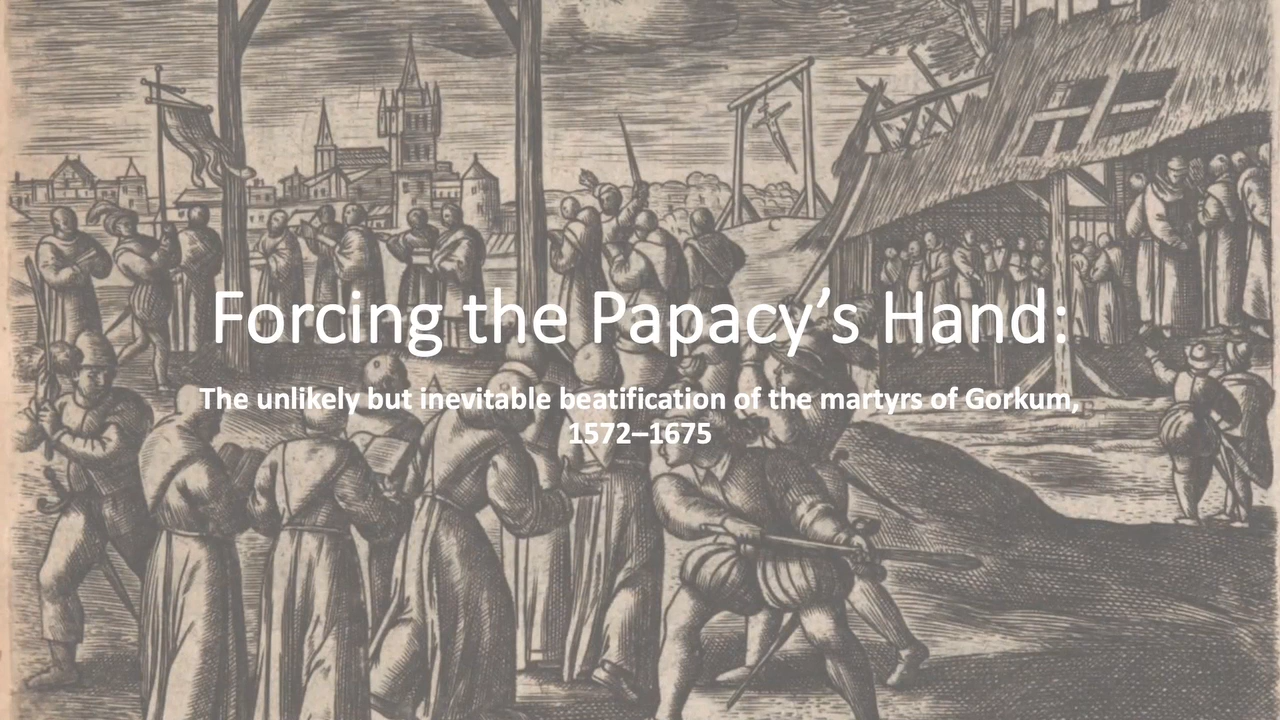 Forcing the Papacy’s Hand:
The unlikely but inevitable beatification of the martyrs of Gorkum,
1572–1675